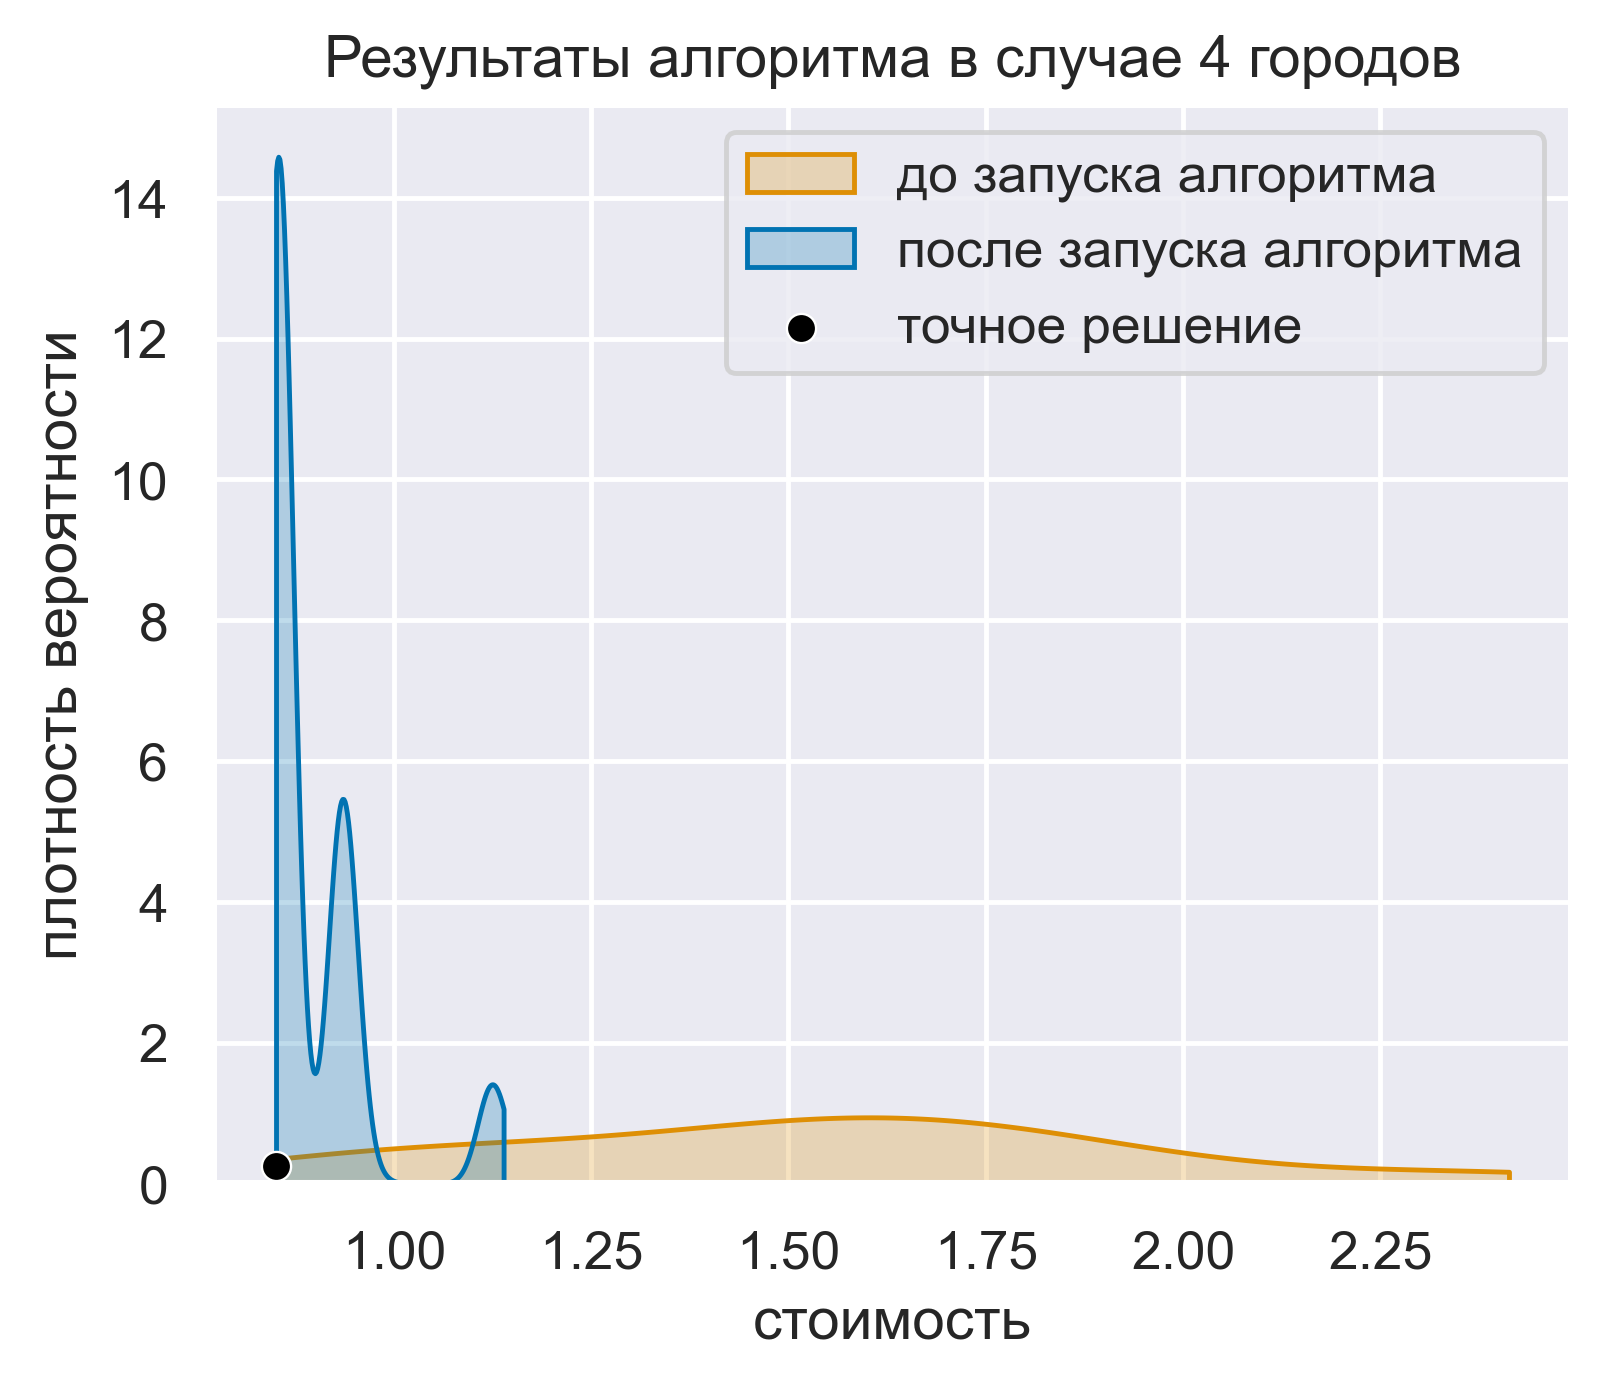 Результаты алгоритма в случае 4 городов
до запуска алгоритма
после запуска алгоритма
точное решение
плотность вероятности
14
12
10
8
6
4
2
0
1.00 1.25 1.50 1.75 2.00 2.25
стоимость